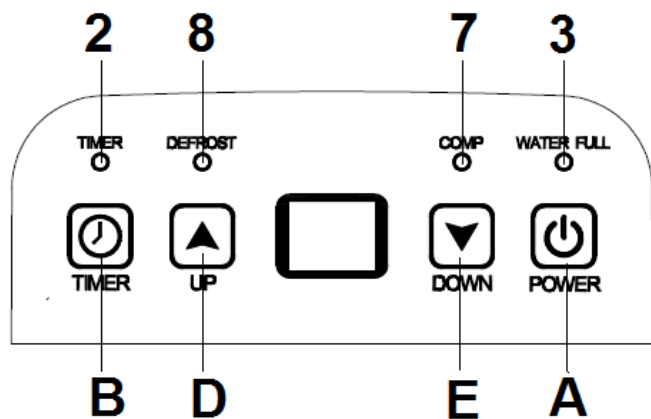 2 8 7 3
TIMER DEFROST COMP WATER FULL
TIMER UP DOWN POWER
B D E A